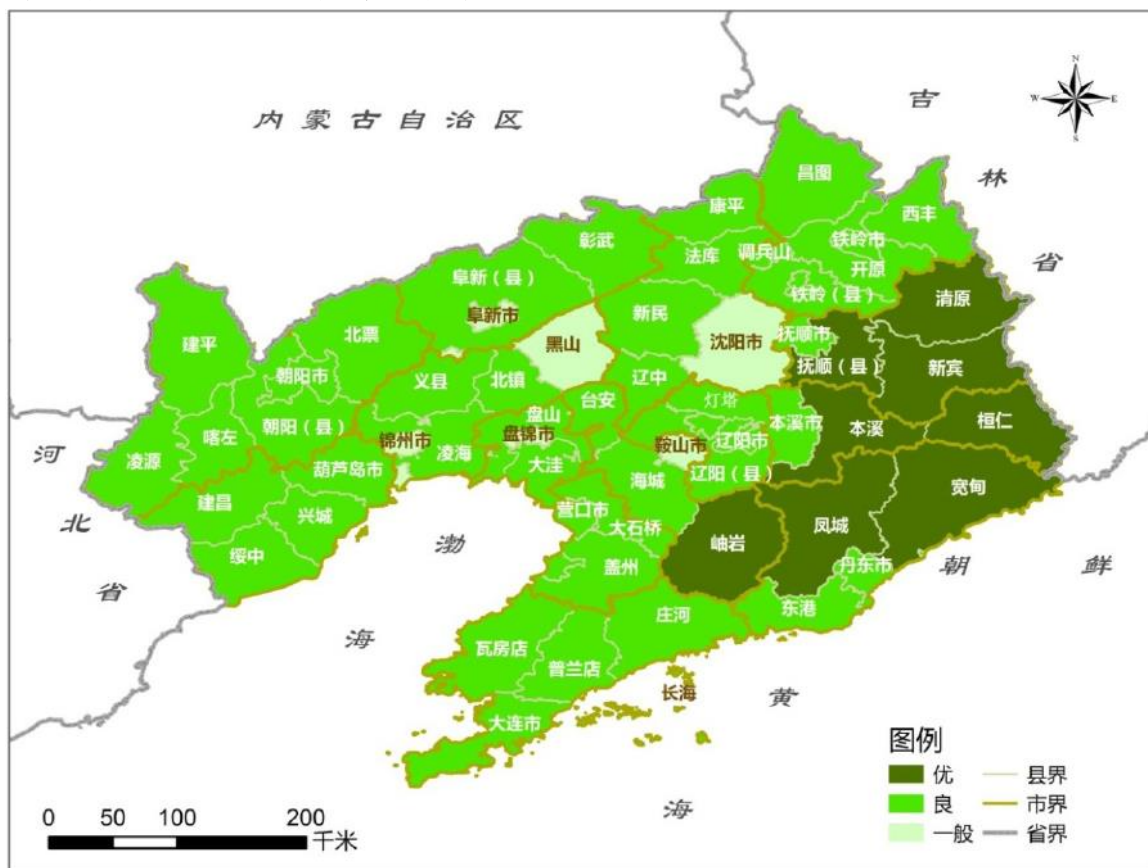 内蒙古自治区
吉林省
N
W
E
S
昌图
康平
西丰
彰武
法库
调兵山
铁岭市
开原
阜新（县）
铁岭（县）
清原
阜新市
新民
北票
黑山
沈阳市
抚顺市
建平
抚顺（县）
新宾
朝阳市
义县
北镇
辽中
台安
灯塔
盘山
本溪市
本溪
桓仁
喀左
朝阳（县）
锦州市
盘锦市
鞍山市
辽阳市
河北省
凌源
葫芦岛市
凌海
大洼
海城
辽阳（县）
宽甸
建昌
兴城
营口市
大石桥
凤城
岫岩
绥中
盖州
丹东市
朝鲜
渤海
东港
庄河
瓦房店
普兰店
长海
黄海
大连市
图例
优
县界
良
市界
一般
省界
0 50 100 200
千米